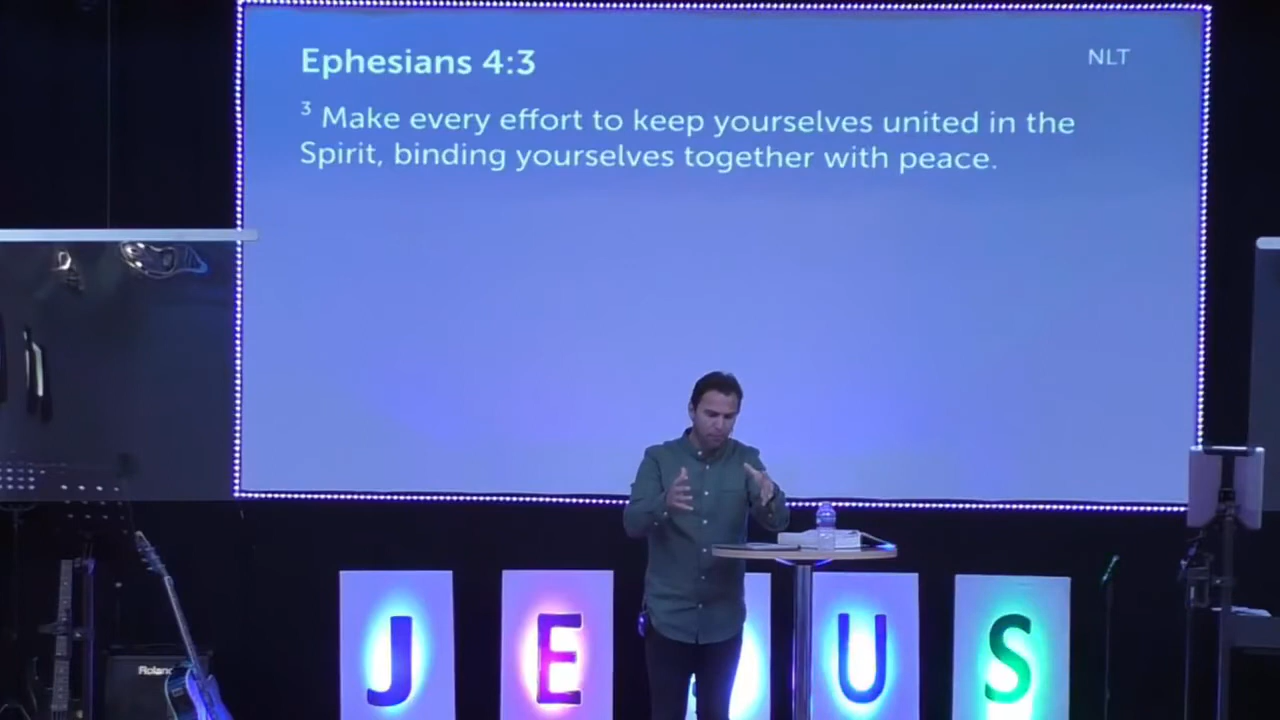 Ephesians 4:3
NLT
3 Make every effort to keep yourselves united in the
Spirit, binding yourselves together with peace.
Roland
J E U S